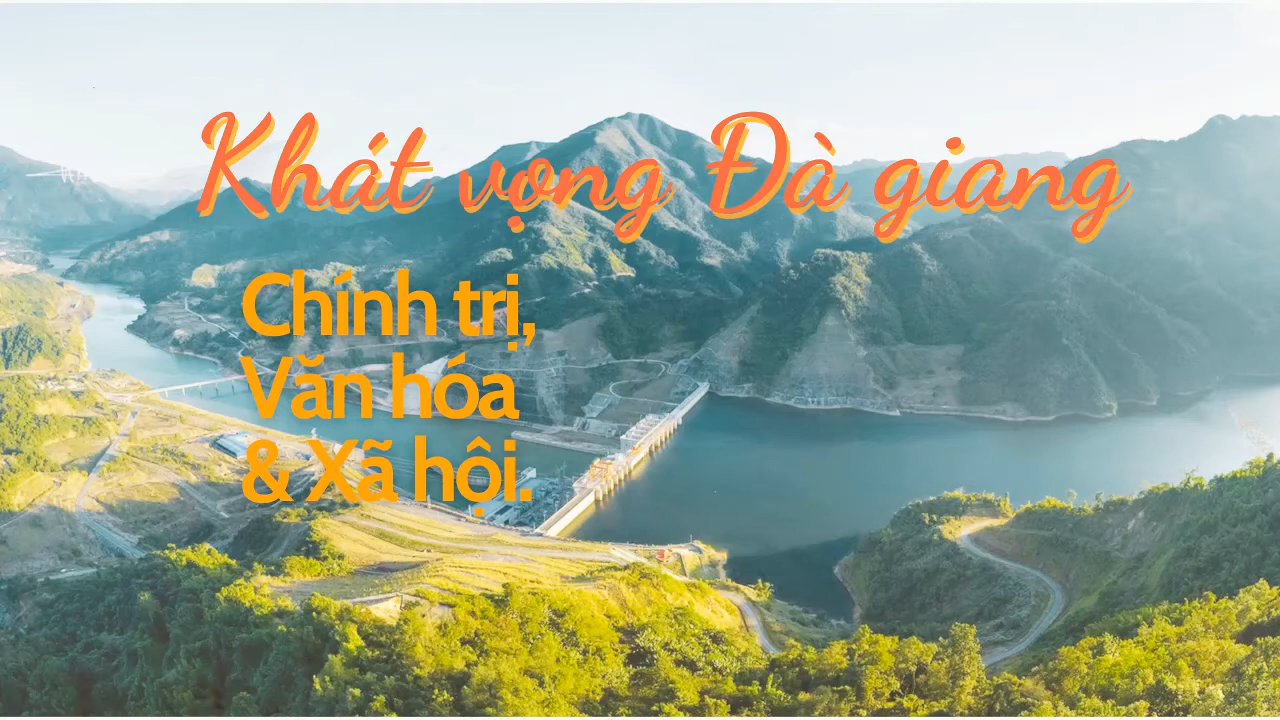 Khát vọng Đà giang
Chính trị,
Văn hóa
& Xã hội.